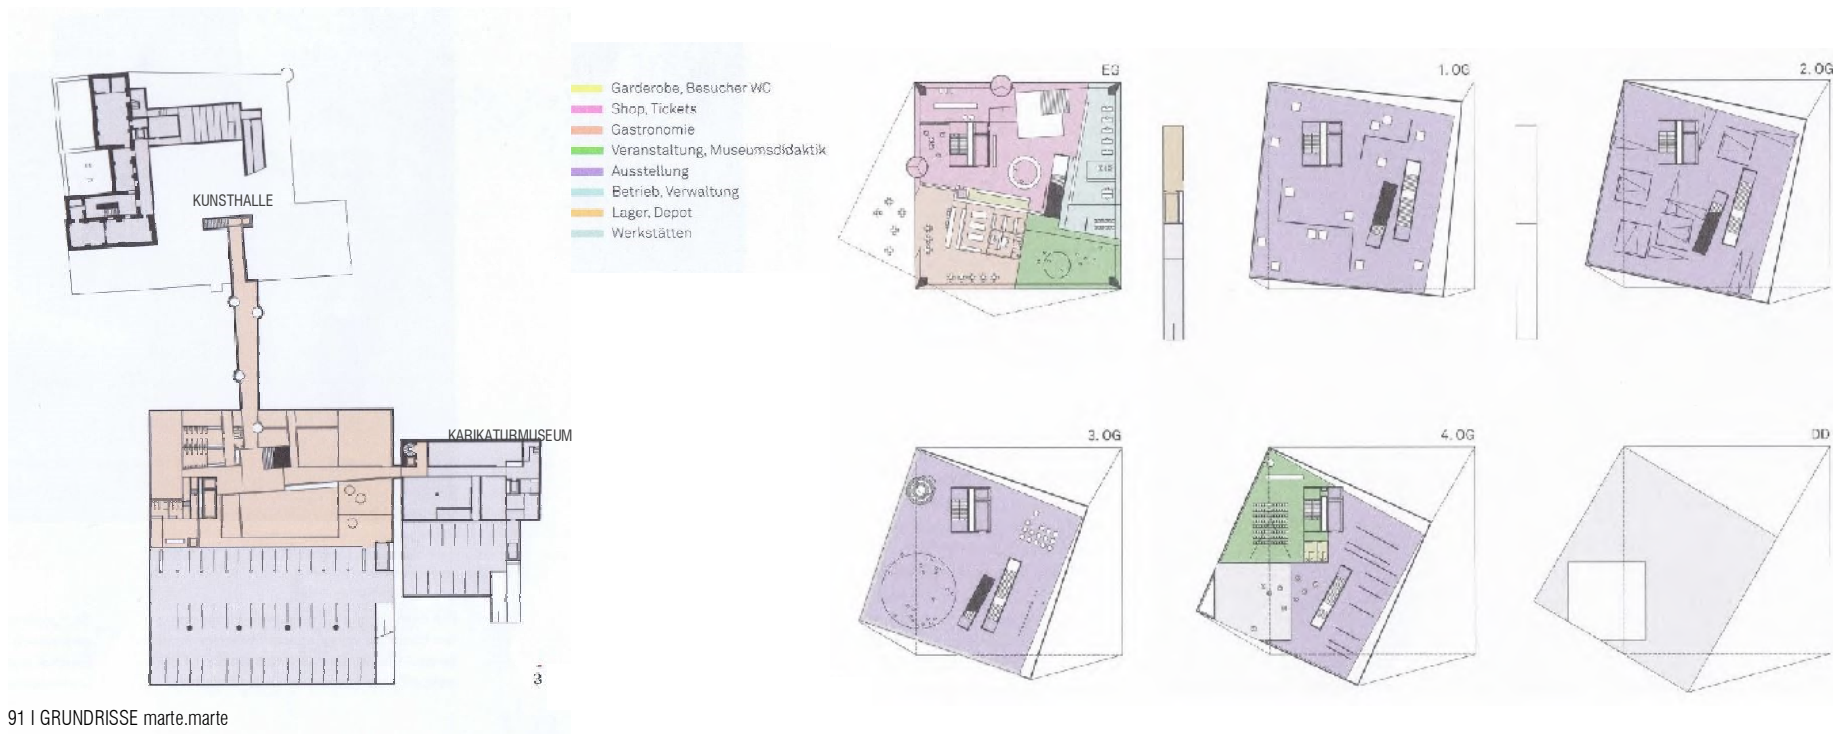 KUNSTHALLE
KARIKATURMUSEUM
Garderobe, Besucher WC
Shop, Tickets
Gastronomie
Veranstaltung, Museumsdidaktik
Ausstellung
Betrieb, Verwaltung
Lager, Depot
Werkstätten
EG
1. OG
2. OG
3. OG
4. OG
DD
91 I GRUNDRISSE marte.marte